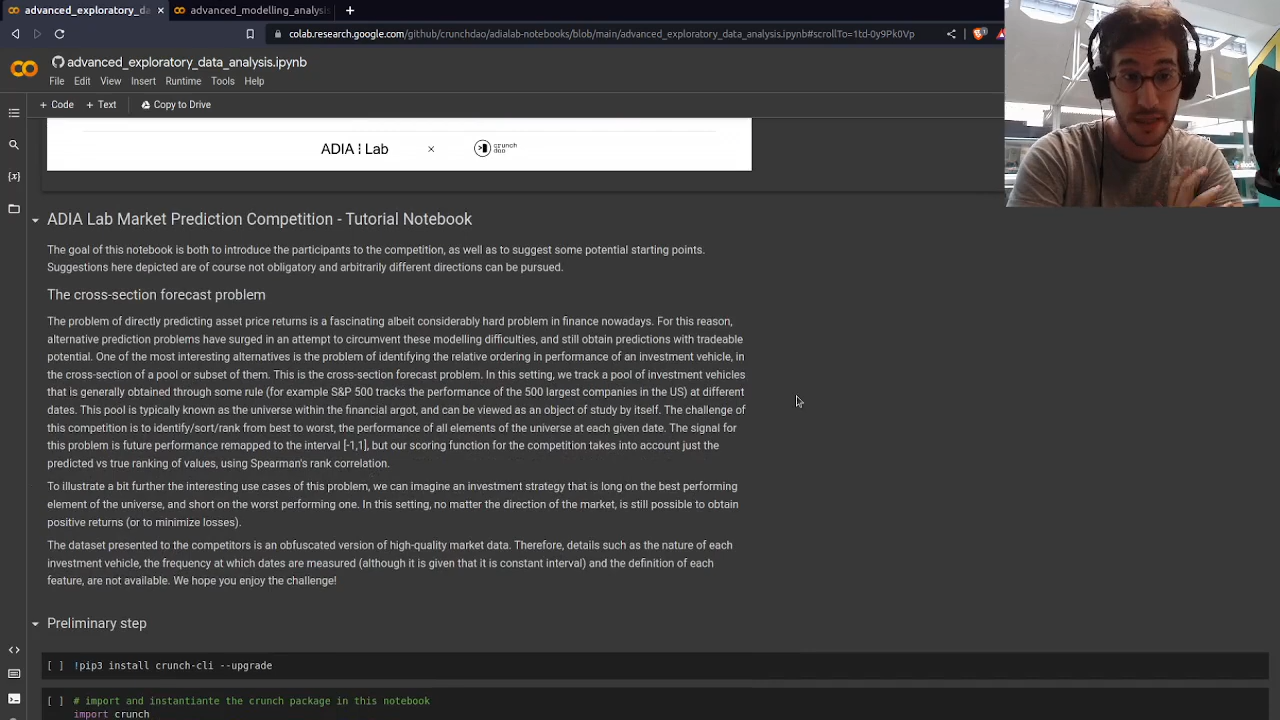 advanced_exploratory_da
advanced_modelling_analysis
colab.research.google.com/github/crunchdao/adialab-notebooks/blob/main/advanced_exploratory_data_analysis.ipynb#scrollTo=1td-0y9Pk0Vp
advanced_exploratory_data_analysis.ipynb
File Edit View Insert Runtime Tools Help
+ Code + Text Copy to Drive
ADIA Lab × crunch
dao
ADIA Lab Market Prediction Competition - Tutorial Notebook
The goal of this notebook is both to introduce the participants to the competition, as well as to suggest some potential starting points.
Suggestions here depicted are of course not obligatory and arbitrarily different directions can be pursued.
The cross-section forecast problem
The problem of directly predicting asset price returns is a fascinating albeit considerably hard problem in finance nowadays. For this reason,
alternative prediction problems have surged in an attempt to circumvent these modelling difficulties, and still obtain predictions with tradeable
potential. One of the most interesting alternatives is the problem of identifying the relative ordering in performance of an investment vehicle, in
the cross-section of a pool or subset of them. This is the cross-section forecast problem. In this setting, we track a pool of investment vehicles
that is generally obtained through some rule (for example S&P 500 tracks the performance of the 500 largest companies in the US) at different
dates. This pool is typically known as the universe within the financial argot, and can be viewed as an object of study by itself. The challenge of
this competition is to identify/sort/rank from best to worst, the performance of all elements of the universe at each given date. The signal for
this problem is future performance remapped to the interval [-1,1], but our scoring function for the competition takes into account just the
predicted vs true ranking of values, using Spearman's rank correlation.
To illustrate a bit further the interesting use cases of this problem, we can imagine an investment strategy that is long on the best performing
element of the universe, and short on the worst performing one. In this setting, no matter the direction of the market, is still possible to obtain
positive returns (or to minimize losses).
The dataset presented to the competitors is an obfuscated version of high-quality market data. Therefore, details such as the nature of each
investment vehicle, the frequency at which dates are measured (although it is given that it is constant interval) and the definition of each
feature, are not available. We hope you enjoy the challenge!
Preliminary step
[ ] !pip3 install crunch-cli --upgrade
[ ] # import and instantiante the crunch package in this notebook
import crunch